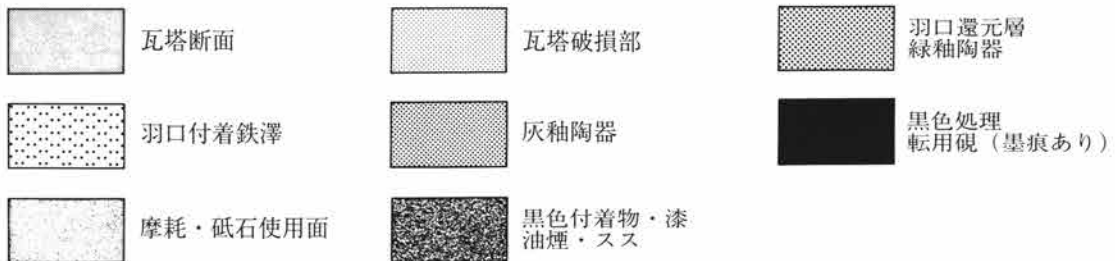 瓦塔断面
瓦塔破損部
羽口還元層
緑釉陶器
羽口付着鉄澤
灰釉陶器
黒色処理
転用硯（墨痕あり）
摩耗・砥石使用面
黒色付着物・漆
油煙・スス